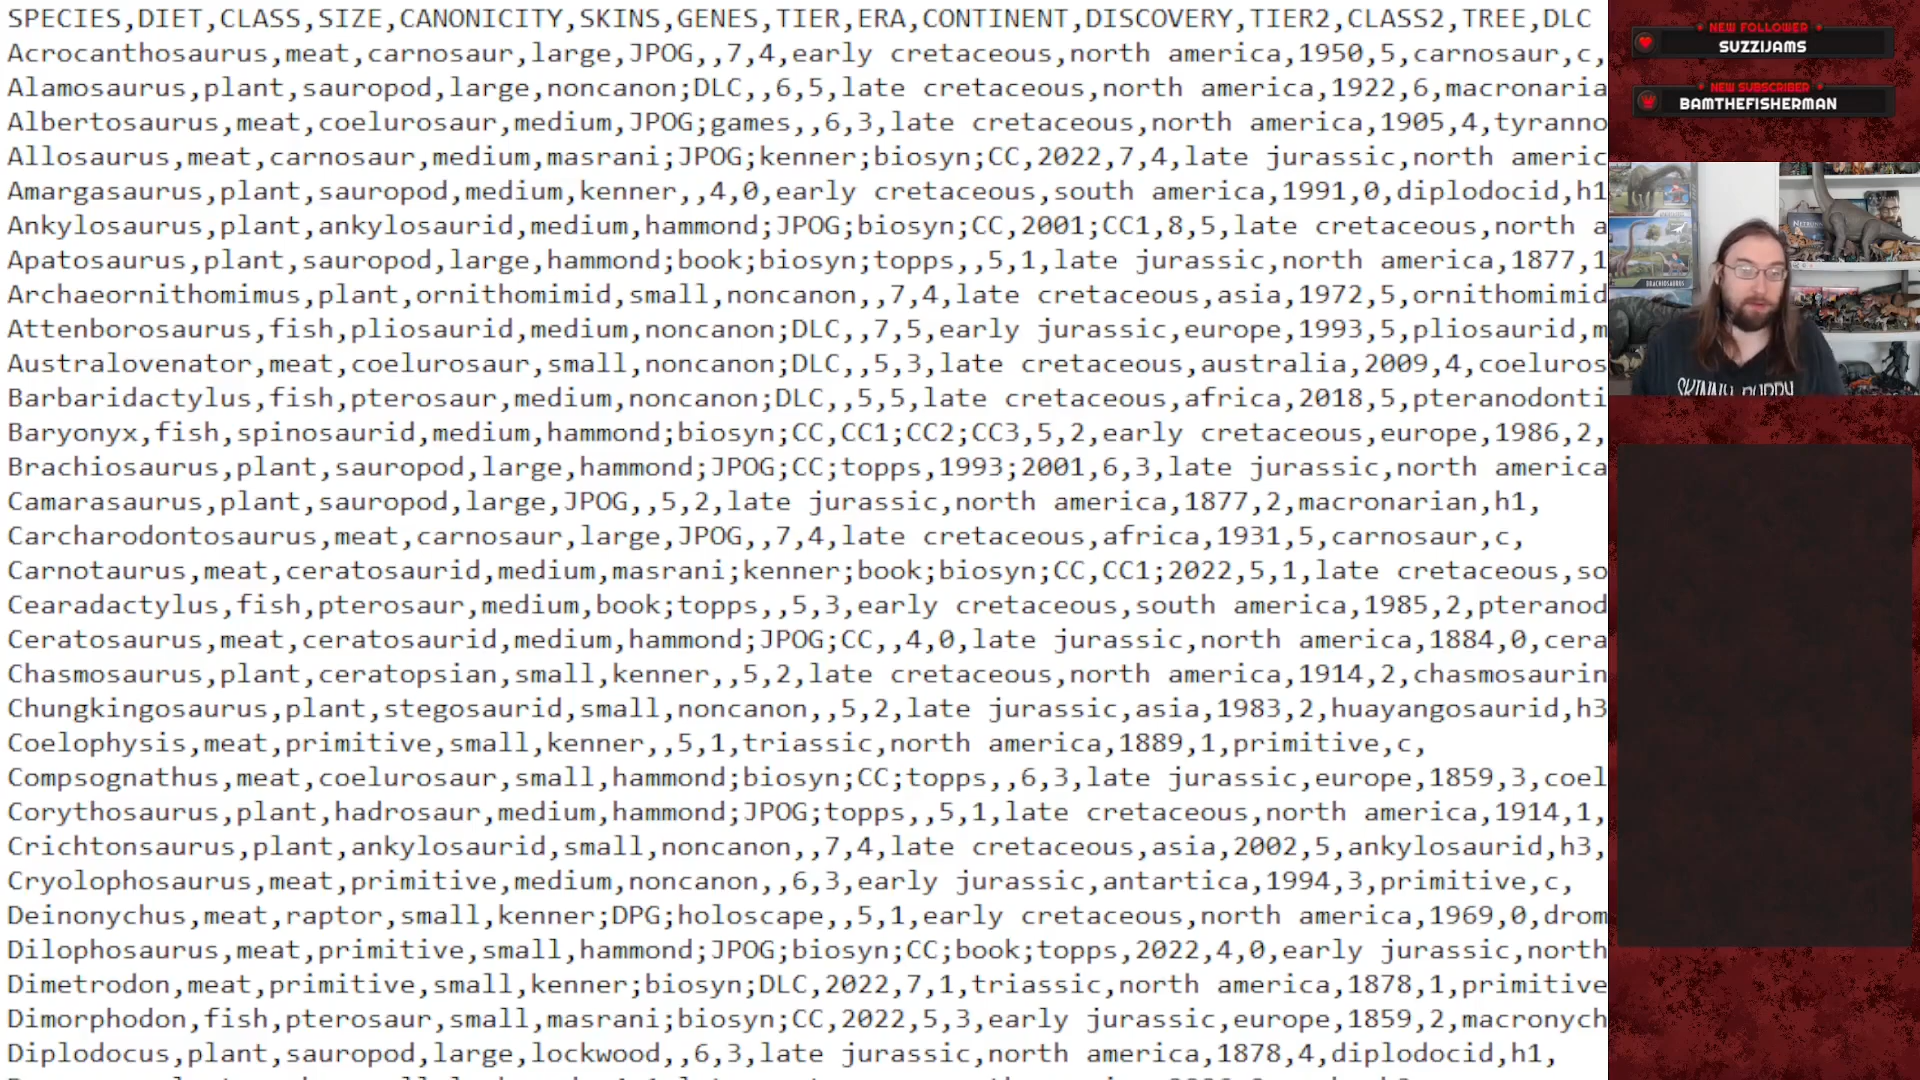 SPECIES,DIET,CLASS,SIZE,CANONICITY,SKINS,GENES,TIER,ERA,CONTINENT,DISCOVERY,TIER2,CLASS2,TREE,DLC
Acrocanthosaurus,meat,carnosaur,large,JPOG,,7,4,early cretaceous,north america,1950,5,carnosaur,c,
Alamosaurus,plant,sauropod,large,noncanon;DLC,,6,5,late cretaceous,north america,1922,6,macronaria
Albertosaurus,meat,coelurosaur,medium,JPOG;games,,6,3,late cretaceous,north america,1905,4,tyranno
Allosaurus,meat,carnosaur,medium,masrani;JPOG;kenner;biosyn;CC,2022,7,4,late jurassic,north americ
Amargasaurus,plant,sauropod,medium,kenner,,4,0,early cretaceous,south america,1991,0,diplodocid,h1
Ankylosaurus,plant,ankylosaurid,medium,hammond;JPOG;biosyn;CC,2001;CC1,8,5,late cretaceous,north a
Apatosaurus,plant,sauropod,large,hammond;book;biosyn;topps,,5,1,late jurassic,north america,1877,1
Archaeornithomimus,plant,ornithomimid,small,noncanon,,7,4,late cretaceous,asia,1972,5,ornithomimid
Attenborosaurus,fish,pliosaurid,medium,noncanon;DLC,,7,5,early jurassic,europe,1993,5,pliosaurid,m
Australovenator,meat,coelurosaur,small,noncanon;DLC,,5,3,late cretaceous,australia,2009,4,coeluros
Barbaridactylus,fish,pterosaur,medium,noncanon;DLC,,5,5,late cretaceous,africa,2018,5,pteranodonti
Baryonyx,fish,spinosaurid,medium,hammond;biosyn;CC,CC1;CC2;CC3,5,2,early cretaceous,europe,1986,2,
Brachiosaurus,plant,sauropod,large,hammond;JPOG;CC;topps,1993;2001,6,3,late jurassic,north america
Camarasaurus,plant,sauropod,large,JPOG,,5,2,late jurassic,north america,1877,2,macronarian,h1,
Carcharodontosaurus,meat,carnosaur,large,JPOG,,7,4,late cretaceous,africa,1931,5,carnosaur,c,
Carnotaurus,meat,ceratosaurid,medium,masrani;kenner;book;biosyn;CC,CC1;2022,5,1,late cretaceous,so
Cearadactylus,fish,pterosaur,medium,book;topps,,5,3,early cretaceous,south america,1985,2,pteranod
Ceratosaurus,meat,ceratosaurid,medium,hammond;JPOG;CC,,4,0,late jurassic,north america,1884,0,cera
Chasmosaurus,plant,ceratopsian,small,kenner,,5,2,late cretaceous,north america,1914,2,chasmosaurin
Chungkingosaurus,plant,stegosaurid,small,noncanon,,5,2,late jurassic,asia,1983,2,huayangosaurid,h3
Coelophysis,meat,primitive,small,kenner,,5,1,triassic,north america,1889,1,primitive,c,
Compsognathus,meat,coelurosaur,small,hammond;biosyn;CC;topps,,6,3,late jurassic,europe,1859,3,coel
Corythosaurus,plant,hadrosaur,medium,hammond;JPOG;topps,,5,1,late cretaceous,north america,1914,1,
Crichtonsaurus,plant,ankylosaurid,small,noncanon,,7,4,late cretaceous,asia,2002,5,ankylosaurid,h3,
Cryolophosaurus,meat,primitive,medium,noncanon,,6,3,early jurassic,antartica,1994,3,primitive,c,
Deinonychus,meat,raptor,small,kenner;DPG;holoscape,,5,1,early cretaceous,north america,1969,0,drom
Dilophosaurus,meat,primitive,small,hammond;JPOG;biosyn;CC;book;topps,2022,4,0,early jurassic,north
Dimetrodon,meat,primitive,small,kenner;biosyn;DLC,2022,7,1,triassic,north america,1878,1,primitive
Dimorphodon,fish,pterosaur,small,masrani;biosyn;CC,2022,5,3,early jurassic,europe,1859,2,macronych
Diplodocus,plant,sauropod,large,lockwood,,6,3,late jurassic,north america,1878,4,diplodocid,h1,
NEW FOLLOWER
SUZZIJAMS
NEW SUBSCRIBER
BAMTHEFISHERMAN
BRACHIOSAURUS
SKINNY PUPPY